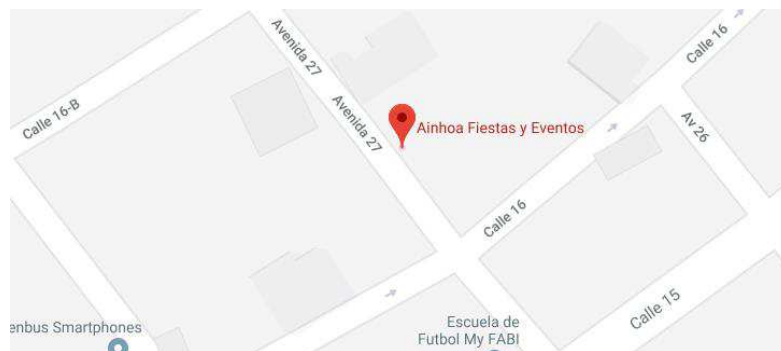 Avenida 27
Calle 16
Calle 16-B
Avenida 27
Ainhoa Fiestas y Eventos
Av 26
Calle 16
Calle 15
enbus Smartphones
Escuela de
Futbol My FABI